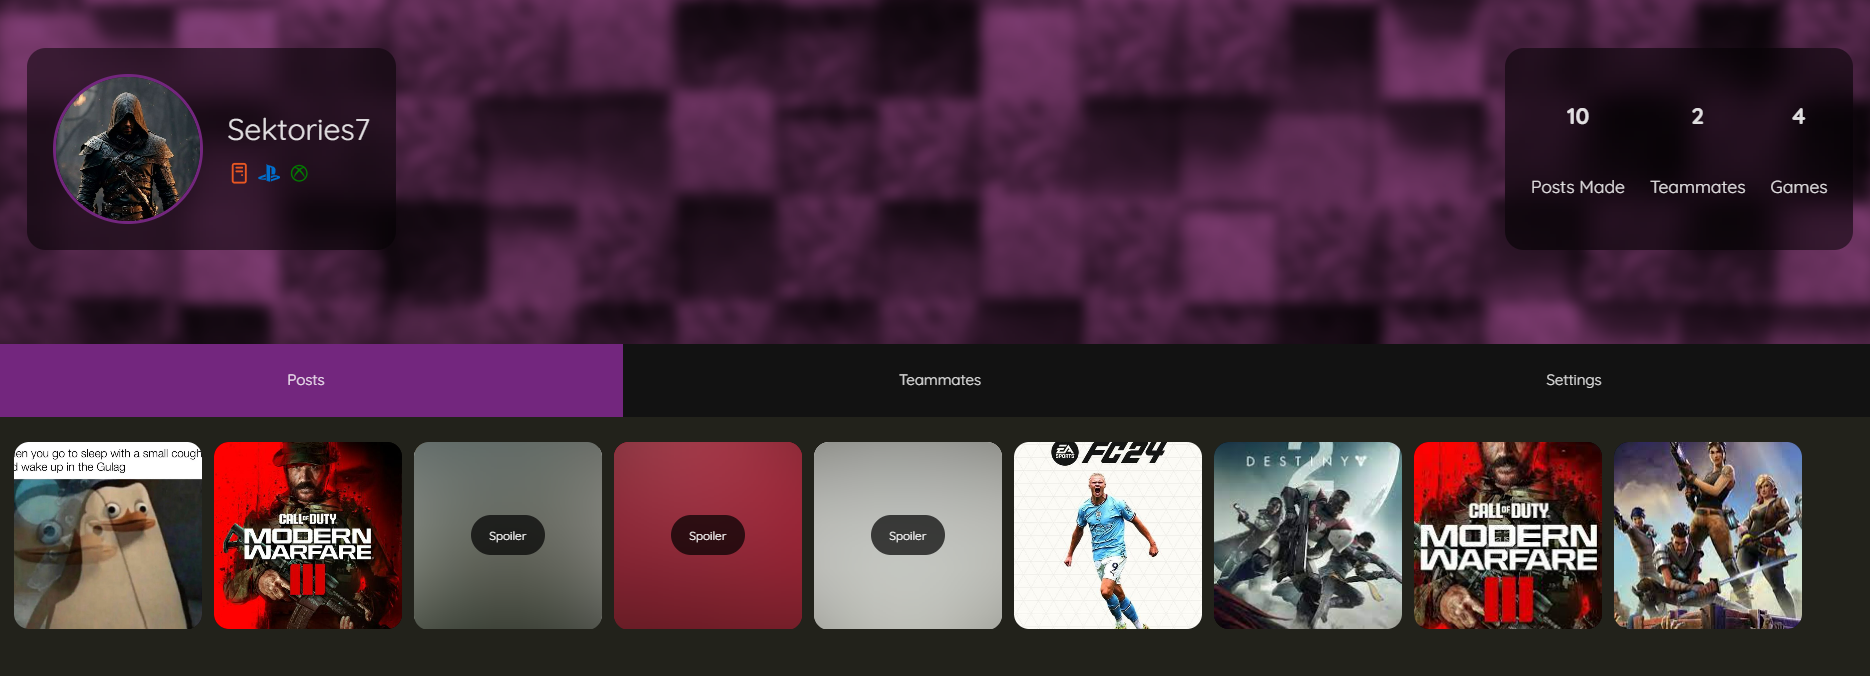 Sektories7
10
2
4
Posts Made
Teammates
Games
Posts
Teammates
Settings
en you go to sleep with a small cough
d wake up in the Gulag
CALL OF DUTY
MODERN
WARFARE
III
Spoiler
Spoiler
Spoiler
EA
SPORTS
FC24
9
DESTINY
2
CALL OF DUTY
MODERN
WARFARE
III